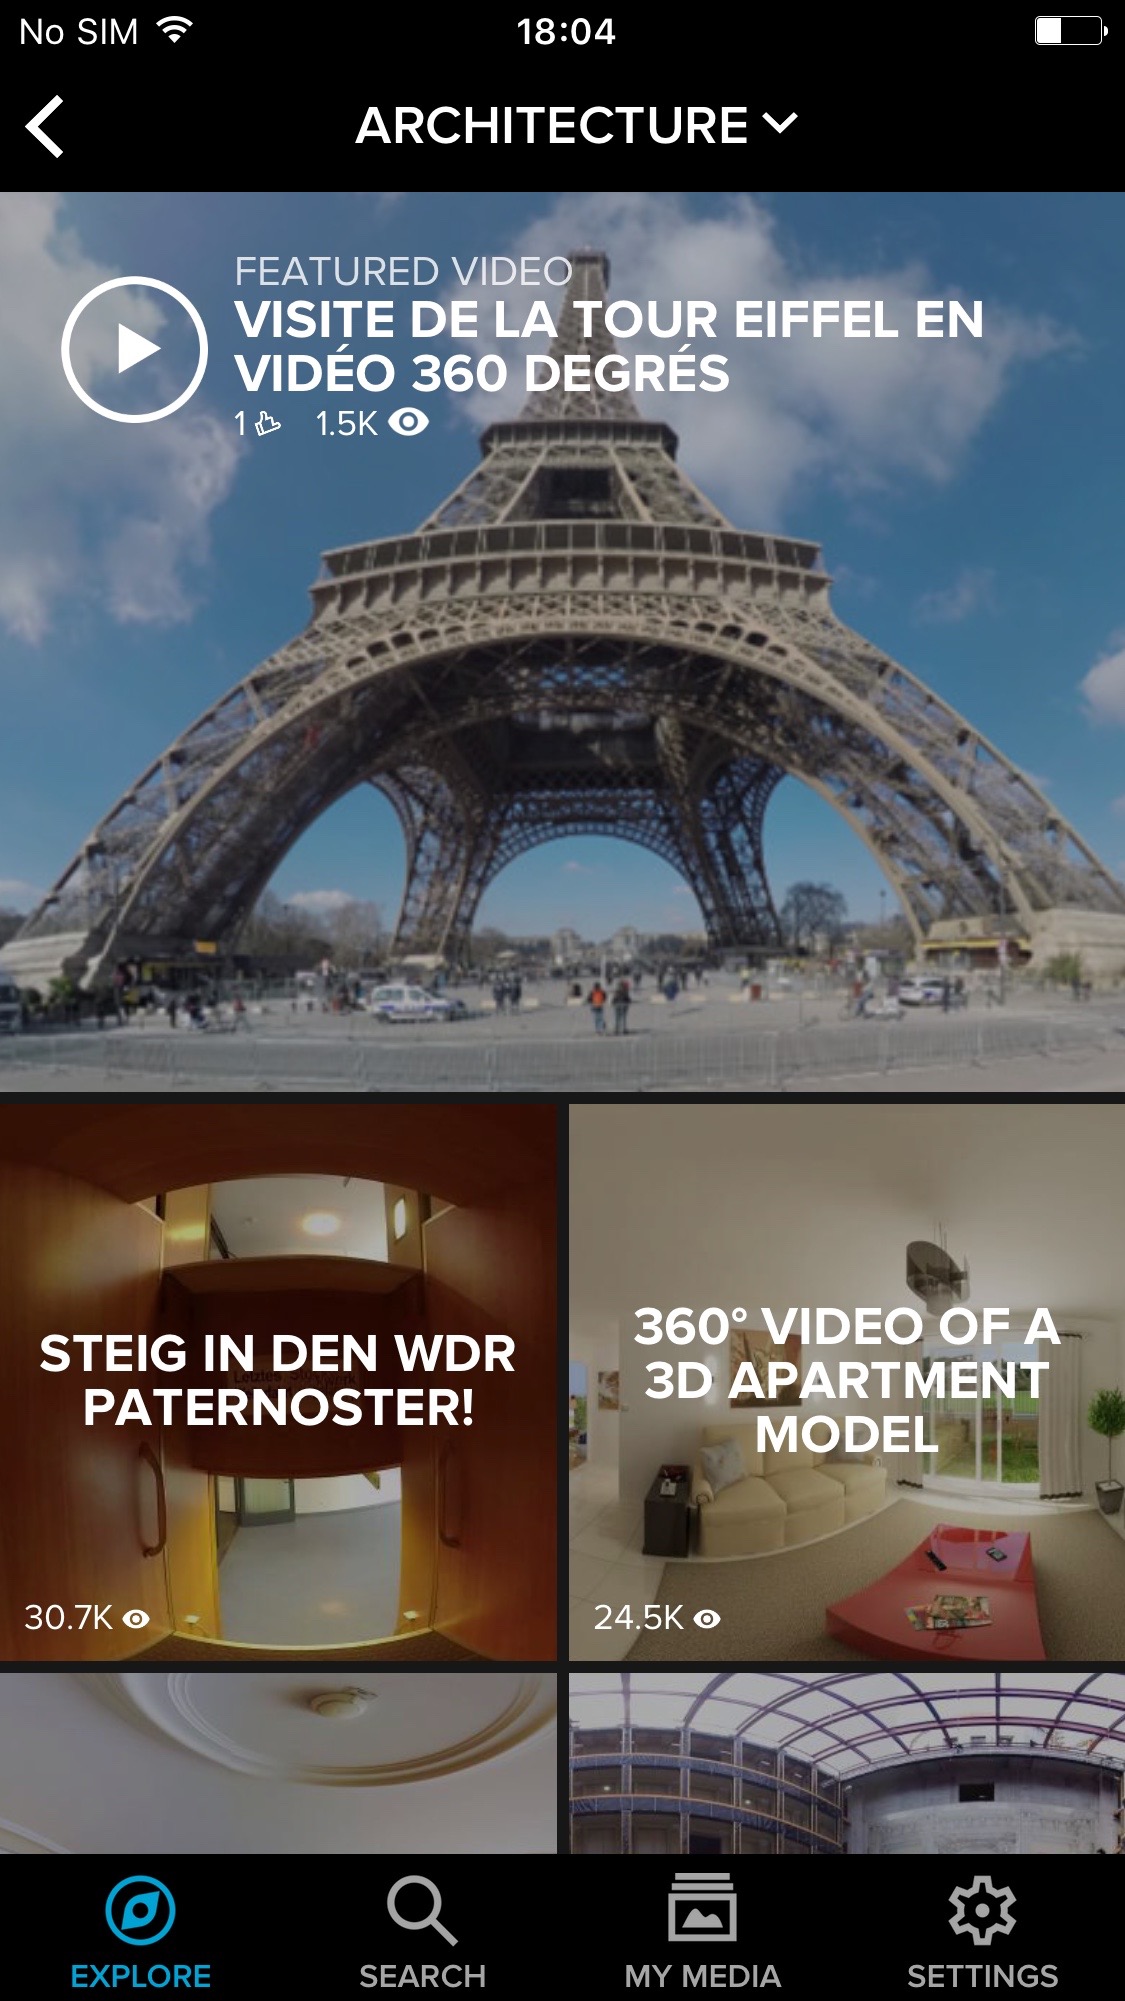 No SIM 18:04
ARCHITECTURE
FEATURED VIDEO
VISITE DE LA TOUR EIFFEL EN
VIDÉO 360 DEGRÉS
1 1.5K
STEIG IN DEN WDR
PATERNOSTER!
30.7K
360° VIDEO OF A
3D APARTMENT
MODEL
24.5K
EXPLORE SEARCH MY MEDIA SETTINGS